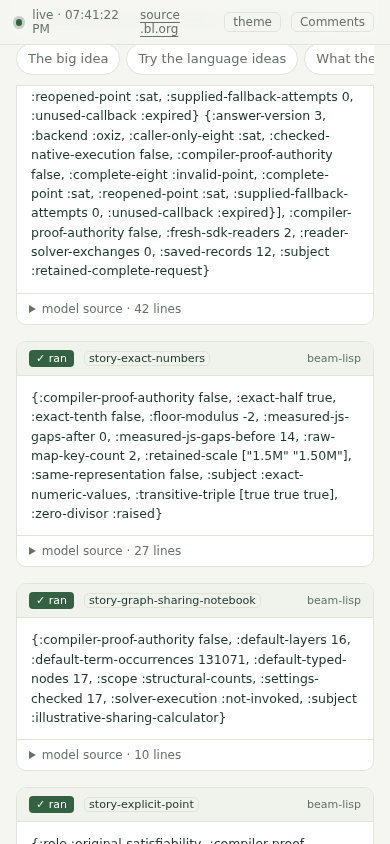 live · 07:41:22 PM
source .bl.org
theme
Comments
The big idea
Try the language ideas
What the
:reopened-point :sat, :supplied-fallback-attempts 0,
:unused-callback :expired} {:answer-version 3,
:backend :oxiz, :caller-only-eight :sat, :checked-
native-execution false, :compiler-proof-authority
false, :complete-eight :invalid-point, :complete-
point :sat, :reopened-point :sat, :supplied-fallback-
attempts 0, :unused-callback :expired}], :compiler-
proof-authority false, :fresh-sdk-readers 2, :reader-
solver-exchanges 0, :saved-records 12, :subject
:retained-complete-request}
model source · 42 lines
✓ ran story-exact-numbers beam-lisp
{:compiler-proof-authority false, :exact-half true,
:exact-tenth false, :floor-modulus -2, :measured-js-
gaps-after 0, :measured-js-gaps-before 14, :raw-
map-key-count 2, :retained-scale ["1.5M" "1.50M"],
:same-representation false, :subject :exact-
numeric-values, :transitive-triple [true true true],
:zero-divisor :raised}
model source · 27 lines
✓ ran story-graph-sharing-notebook beam-lisp
{:compiler-proof-authority false, :default-layers 16,
:default-term-occurrences 131071, :default-typed-
nodes 17, :scope :structural-counts, :settings-
checked 17, :solver-execution :not-invoked, :subject
:illustrative-sharing-calculator}
model source · 10 lines
✓ ran story-explicit-point beam-lisp
{:role :original-satisfiability, :compiler-proof-